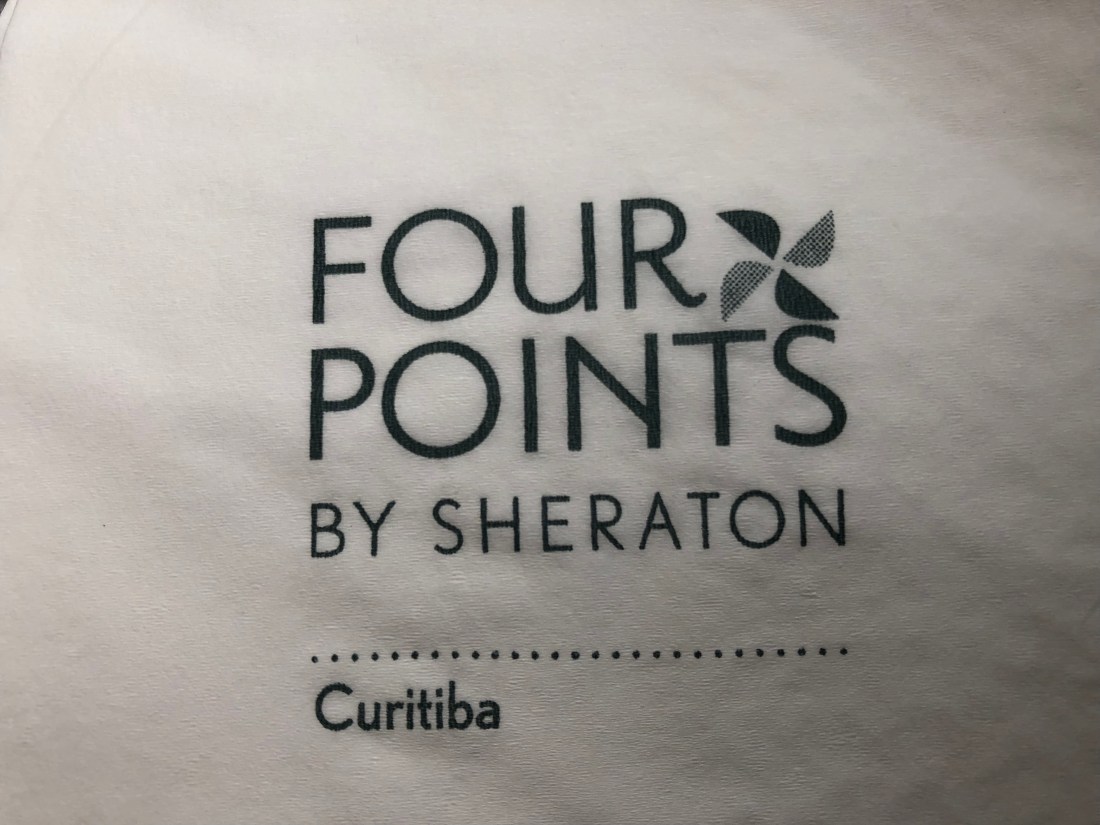 FOUR
POINTS
BY SHERATON
Curitiba